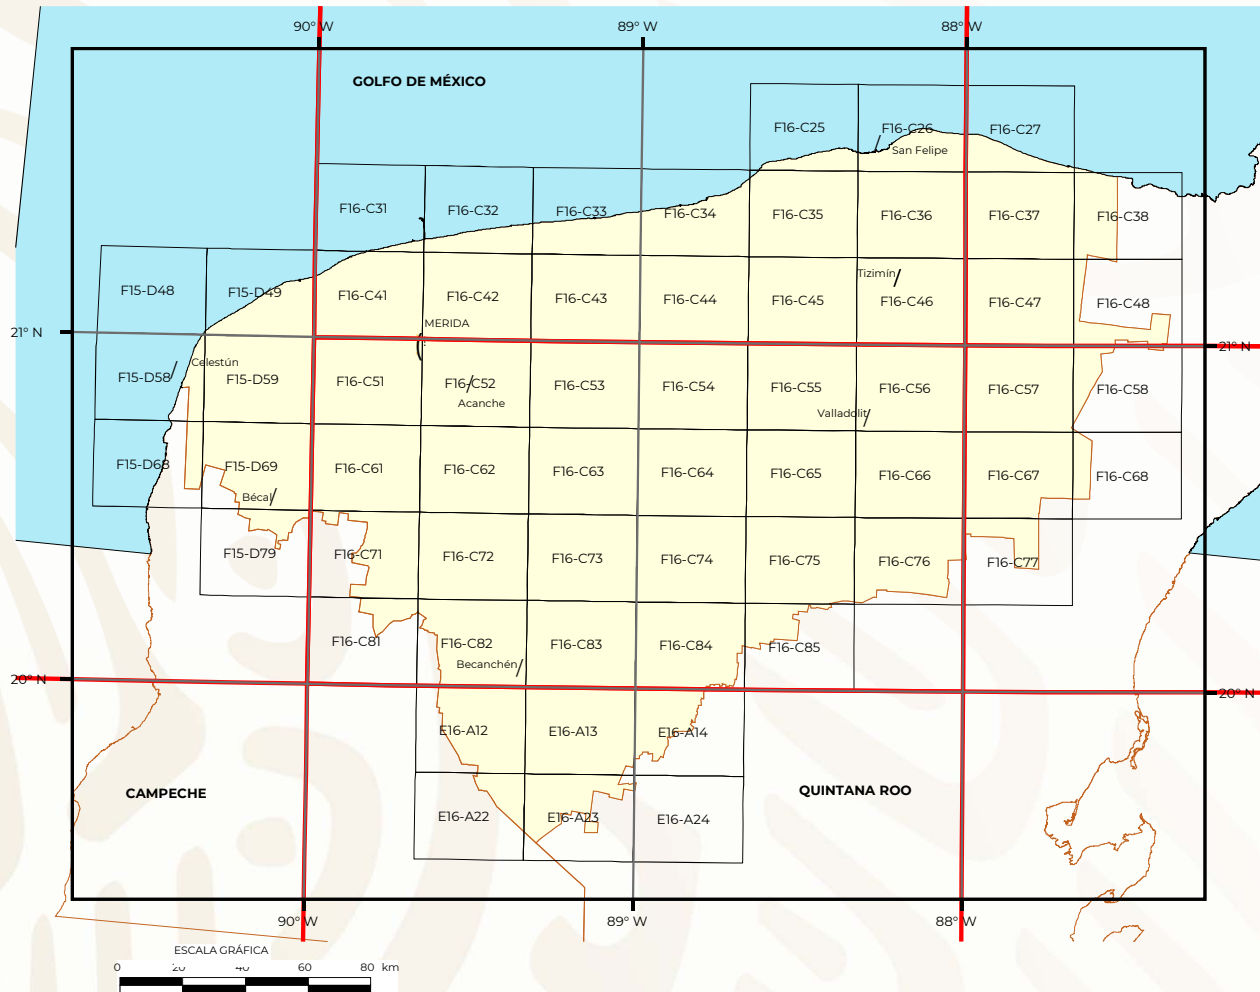 90° W 89° W 88° W
GOLFO DE MÉXICO
F16-C25 F16-C26 F16-C27
San Felipe
F16-C31 F16-C32 F16-C33 F16-C34 F16-C35 F16-C36 F16-C37 F16-C38
Tizimín
F15-D48 F15-D49 F16-C41 F16-C42 F16-C43 F16-C44 F16-C45 F16-C46 F16-C47 F16-C48
MERIDA
21° N 21° N
Celestún
F15-D58 F15-D59 F16-C51 F16-C52 F16-C53 F16-C54 F16-C55 F16-C56 F16-C57 F16-C58
Acanche
Valladolit
F15-D68 F15-D69 F16-C61 F16-C62 F16-C63 F16-C64 F16-C65 F16-C66 F16-C67 F16-C68
Bécal
F15-D79 F16-C71 F16-C72 F16-C73 F16-C74 F16-C75 F16-C76 F16-C77
F16-C81 F16-C82 F16-C83 F16-C84 F16-C85
Becanchén
20° N 20° N
E16-A12 E16-A13 E16-A14
CAMPECHE QUINTANA ROO
E16-A22 E16-A23 E16-A24
90° W 89° W 88° W
ESCALA GRÁFICA
0 20 40 60 80 km